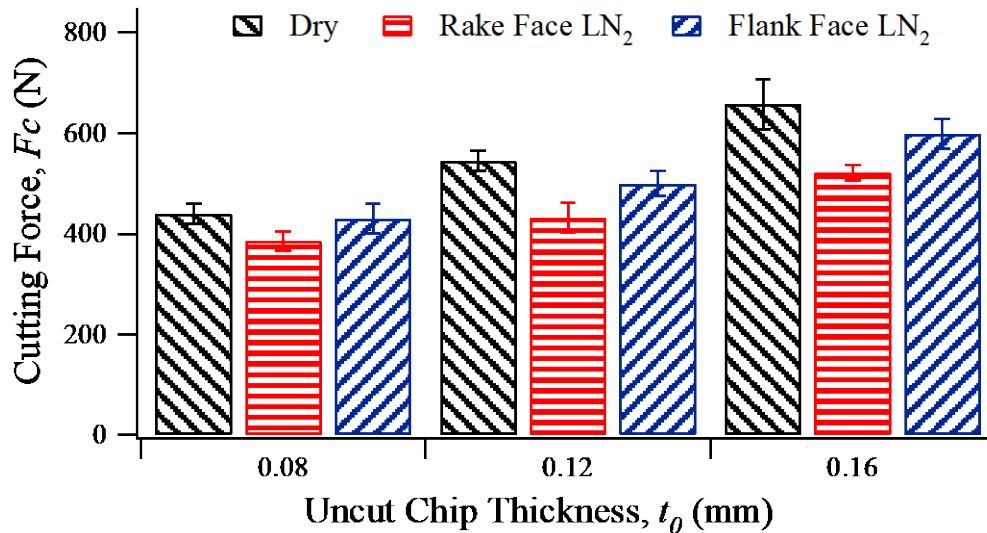 Dry Rake Face LN₂ Flank Face LN₂
Cutting Force, Fc (N)
800
600
400
200
0
0.08 0.12 0.16
Uncut Chip Thickness, t₀ (mm)